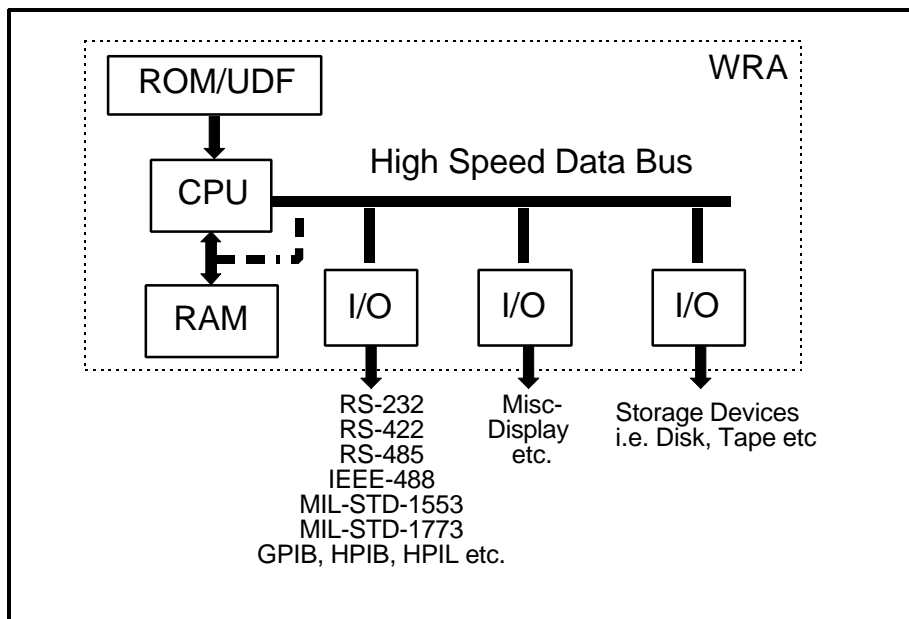 WRA
ROM/UDF
High Speed Data Bus
CPU
RAM
I/O
I/O
I/O
RS-232
RS-422
RS-485
IEEE-488
MIL-STD-1553
MIL-STD-1773
GPIB, HPIB, HPIL etc.
Misc-
Display
etc.
Storage Devices
i.e. Disk, Tape etc